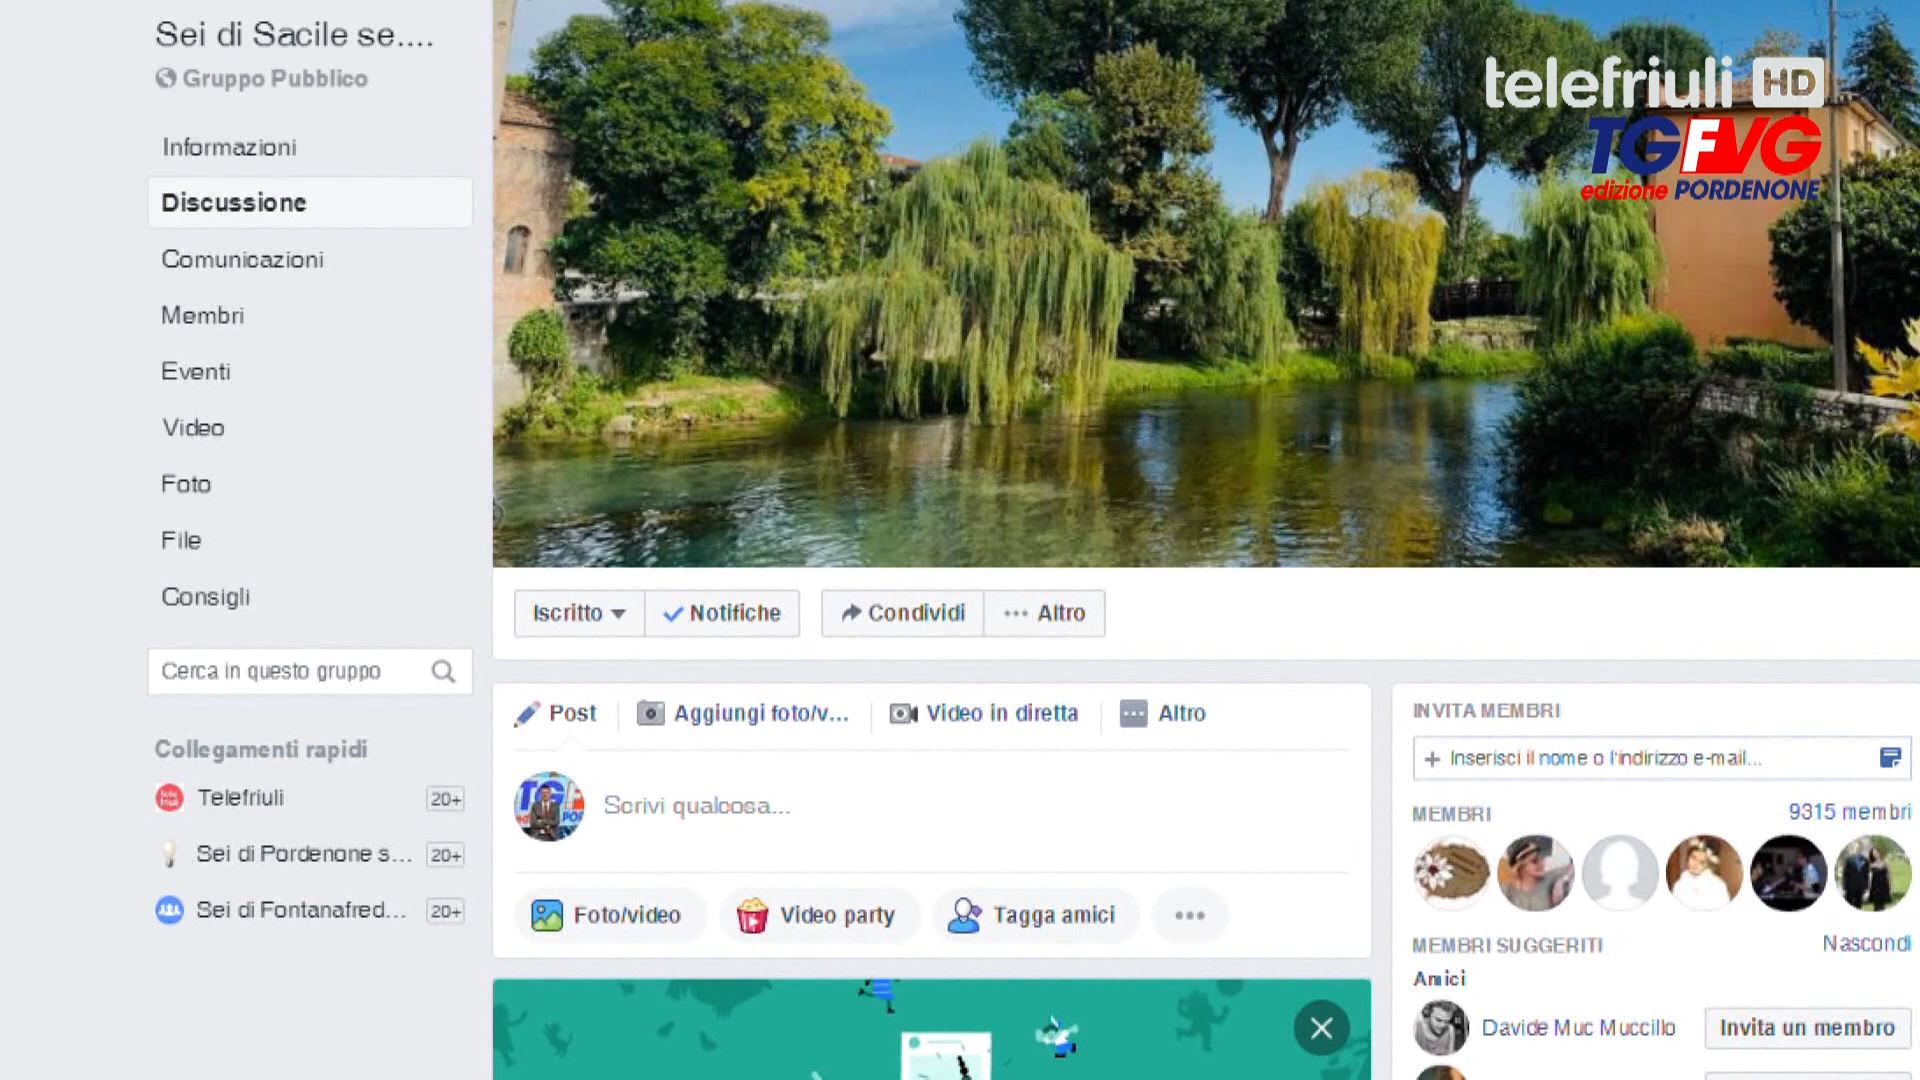 Sei di Sacile se....
Gruppo Pubblico
Informazioni
Discussione
Comunicazioni
Membri
Eventi
Video
Foto
File
Consigli
Cerca in questo gruppo
Collegamenti rapidi
Telefriuli 20+
Sei di Pordenone s... 20+
Sei di Fontanafred... 20+
telefriuli HD
TGFVG
edizione PORDENONE
Iscritto Notifiche Condividi ... Altro
Post Aggiungi foto/v... Video in diretta Altro
Scrivi qualcosa...
Foto/video Video party Tagga amici
INVITA MEMBRI
+ Inserisci il nome o l'indirizzo e-mail...
MEMBRI 9315 membri
MEMBRI SUGGERITI Nascondi
Amici
Davide Muc Muccillo Invita un membro